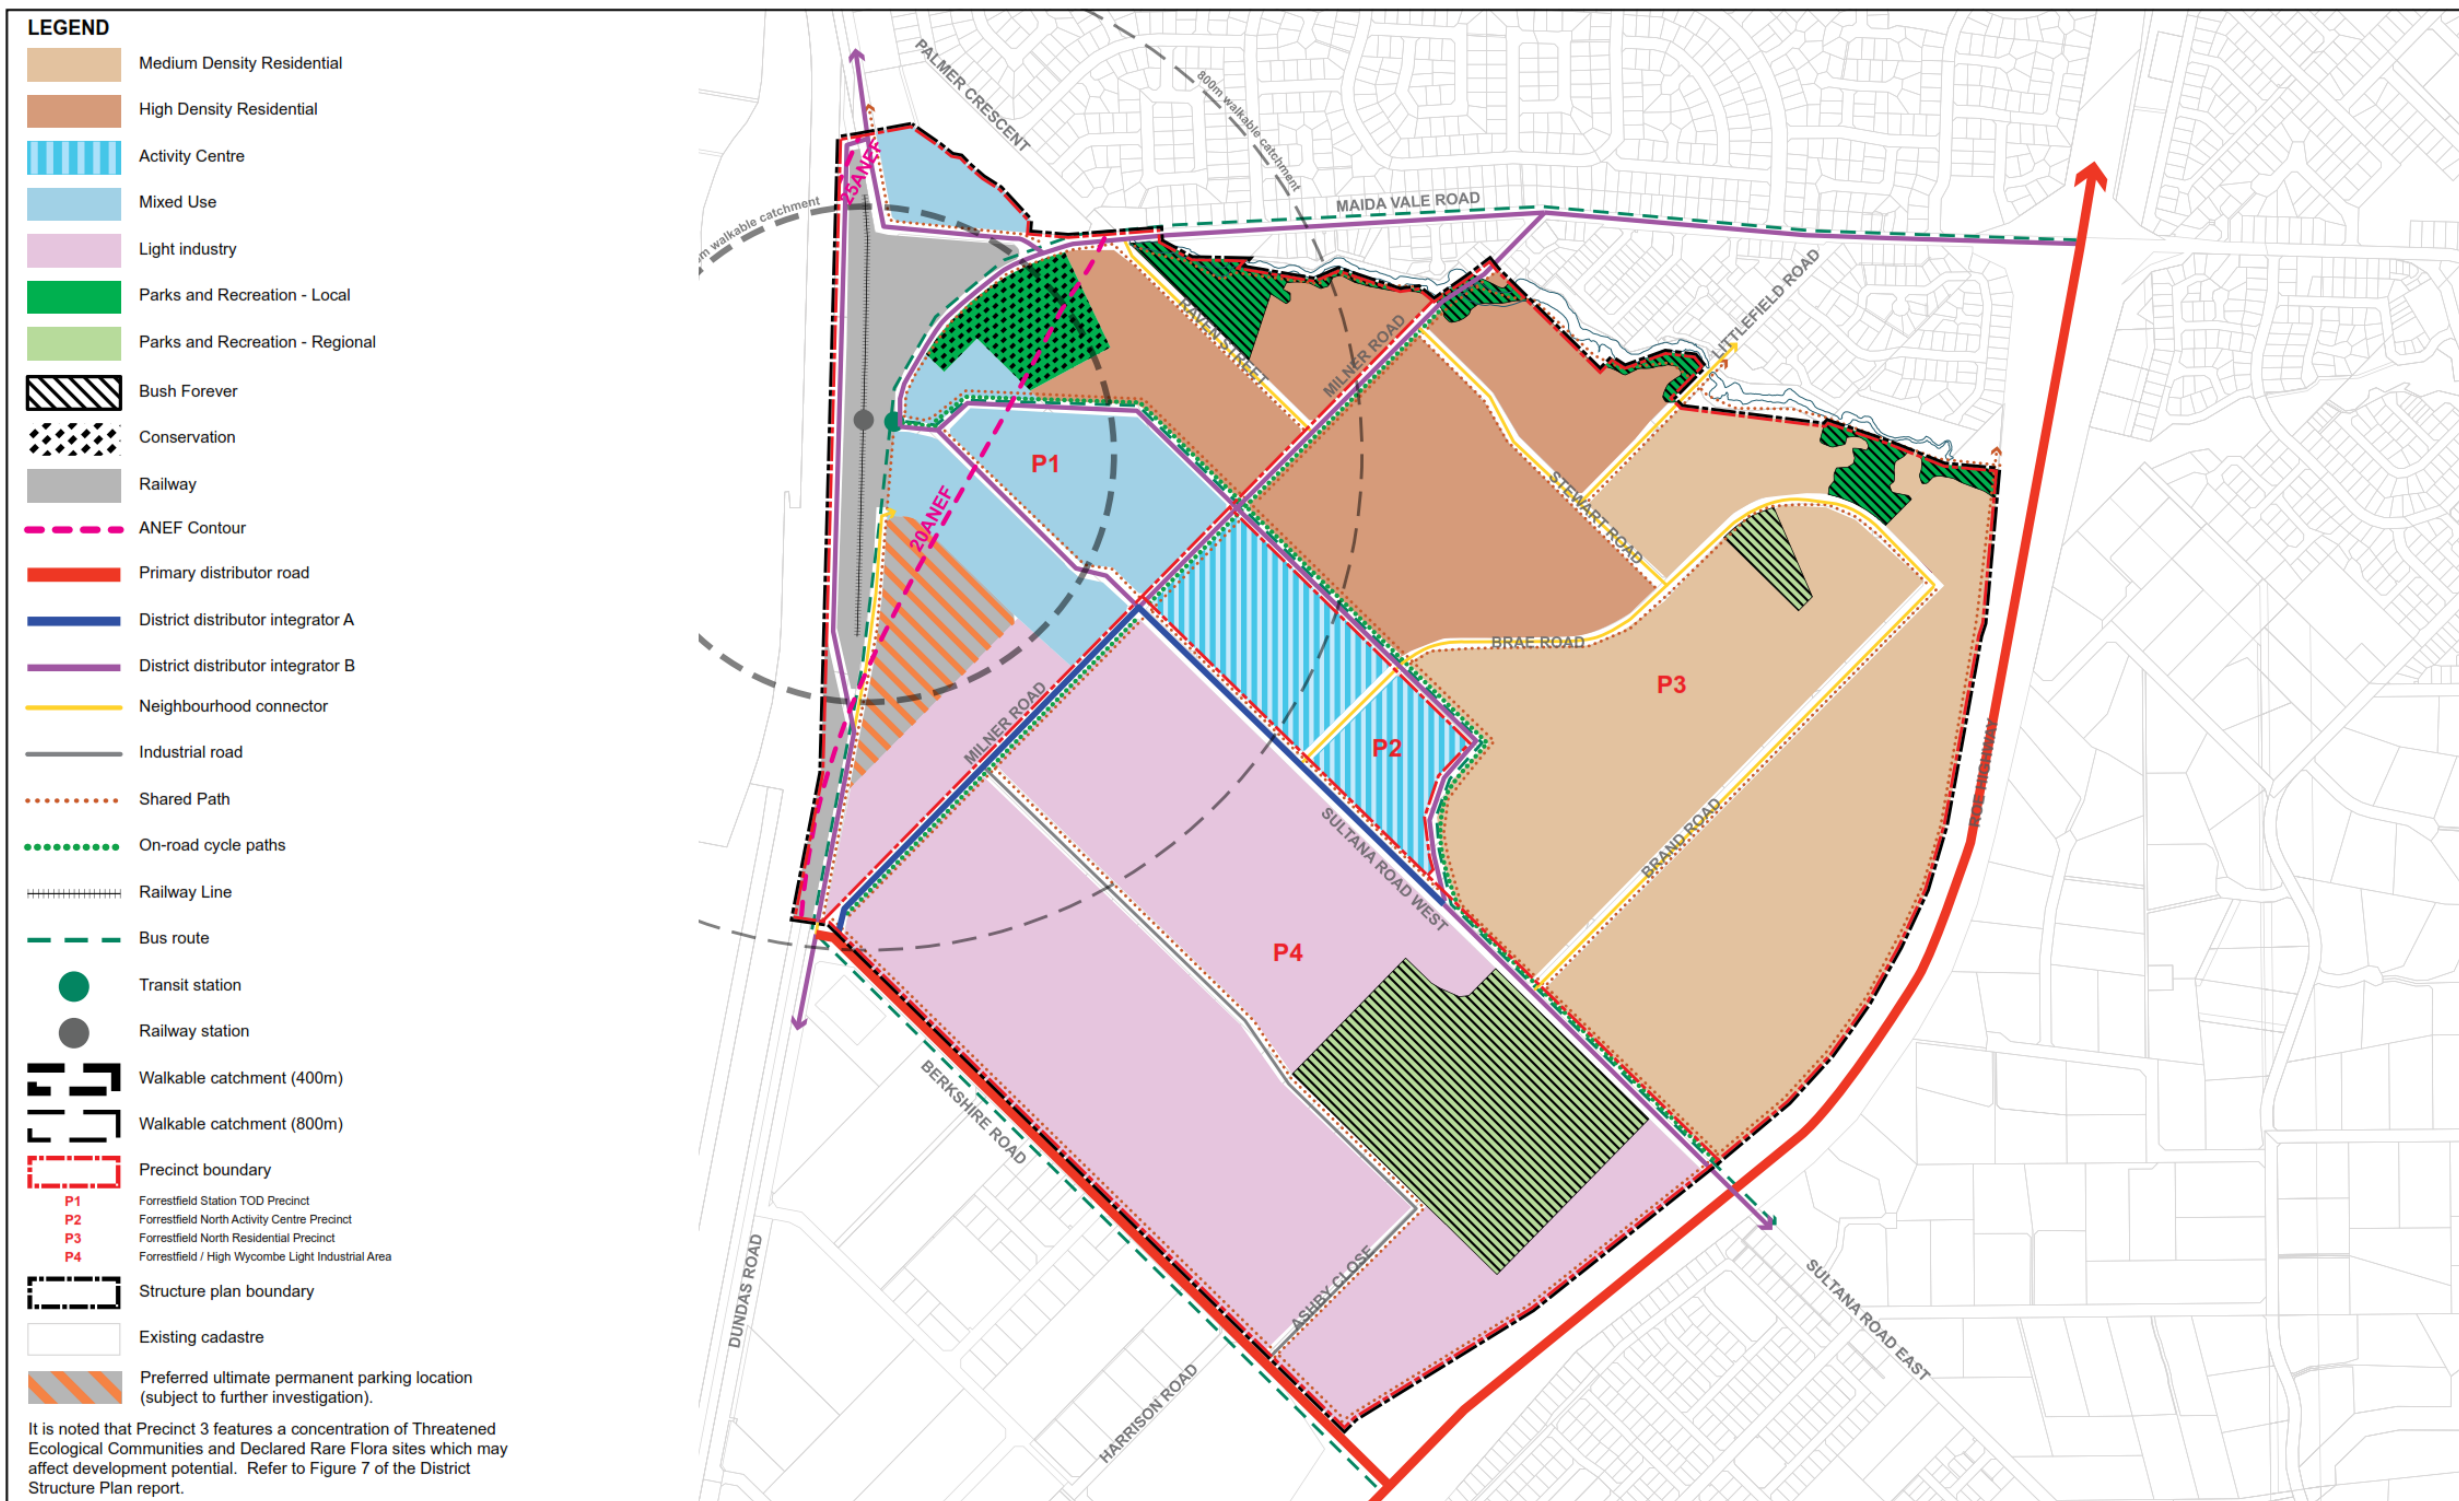 LEGEND
Medium Density Residential
High Density Residential
Activity Centre
Mixed Use
Light industry
Parks and Recreation - Local
Parks and Recreation - Regional
Bush Forever
Conservation
Railway
ANEF Contour
Primary distributor road
District distributor integrator A
District distributor integrator B
Neighbourhood connector
Industrial road
Shared Path
On-road cycle paths
Railway Line
Bus route
Transit station
Railway station
Walkable catchment (400m)
Walkable catchment (800m)
Precinct boundary
P1 Forrestfield Station TOD Precinct
P2 Forrestfield North Activity Centre Precinct
P3 Forrestfield North Residential Precinct
P4 Forrestfield / High Wycombe Light Industrial Area
Structure plan boundary
Existing cadastre
Preferred ultimate permanent parking location
(subject to further investigation).
It is noted that Precinct 3 features a concentration of Threatened
Ecological Communities and Declared Rare Flora sites which may
affect development potential. Refer to Figure 7 of the District
Structure Plan report.
PALMER CRESCENT
800m walkable catchment
25ANEF
m walkable catchment
MAIDA VALE ROAD
LITTLEFIELD ROAD
RAVEN STREET
MILNER ROAD
P1
20ANEF
STEWART ROAD
BRAE ROAD
P3
P2
MILNER ROAD
ROE HIGHWAY
SULTANA ROAD WEST
BRAND ROAD
P4
BERKSHIRE ROAD
DUNDAS ROAD
ASHBY CLOSE
HARRISON ROAD
SULTANA ROAD EAST